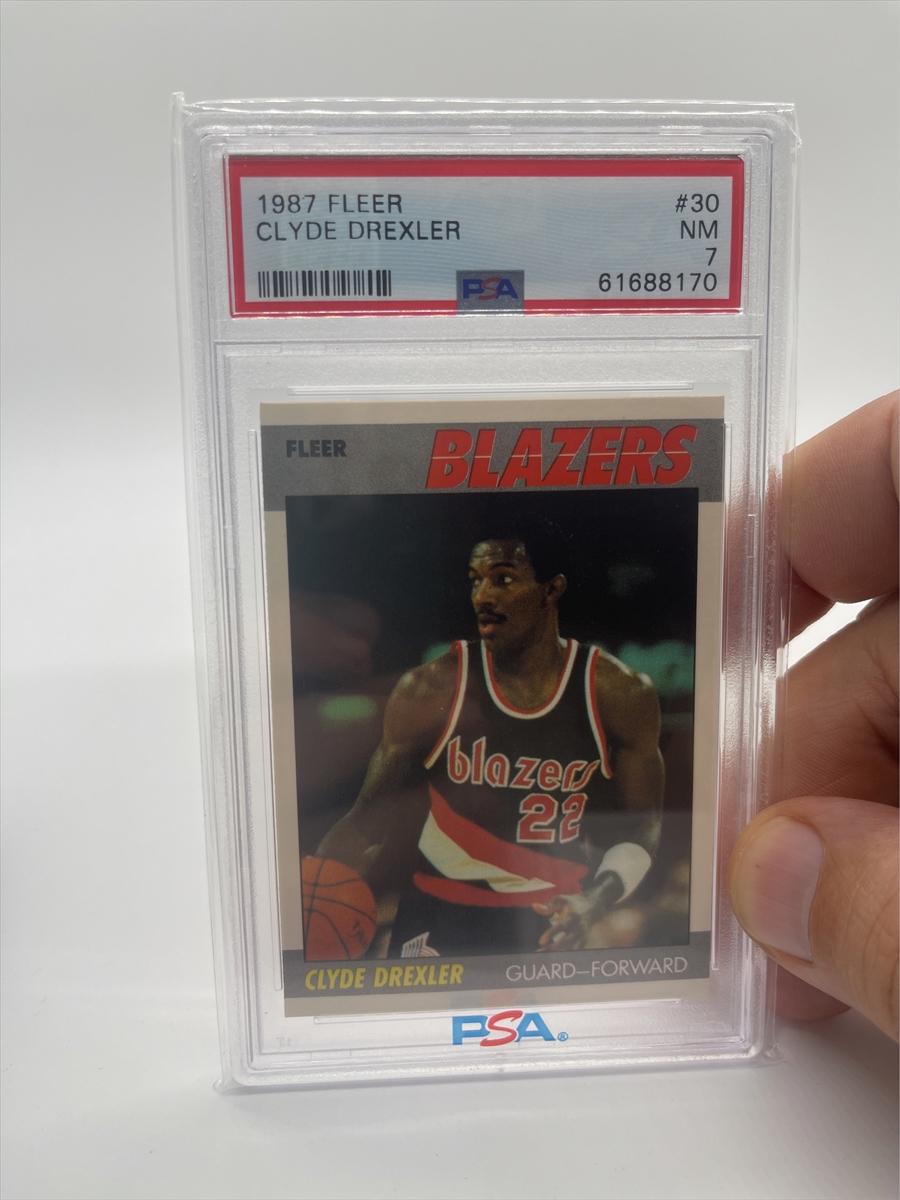 1987 FLEER #30
CLYDE DREXLER NM
7
PSA 61688170
FLEER BLAZERS
blazers
22
CLYDE DREXLER GUARD–FORWARD
PSA®